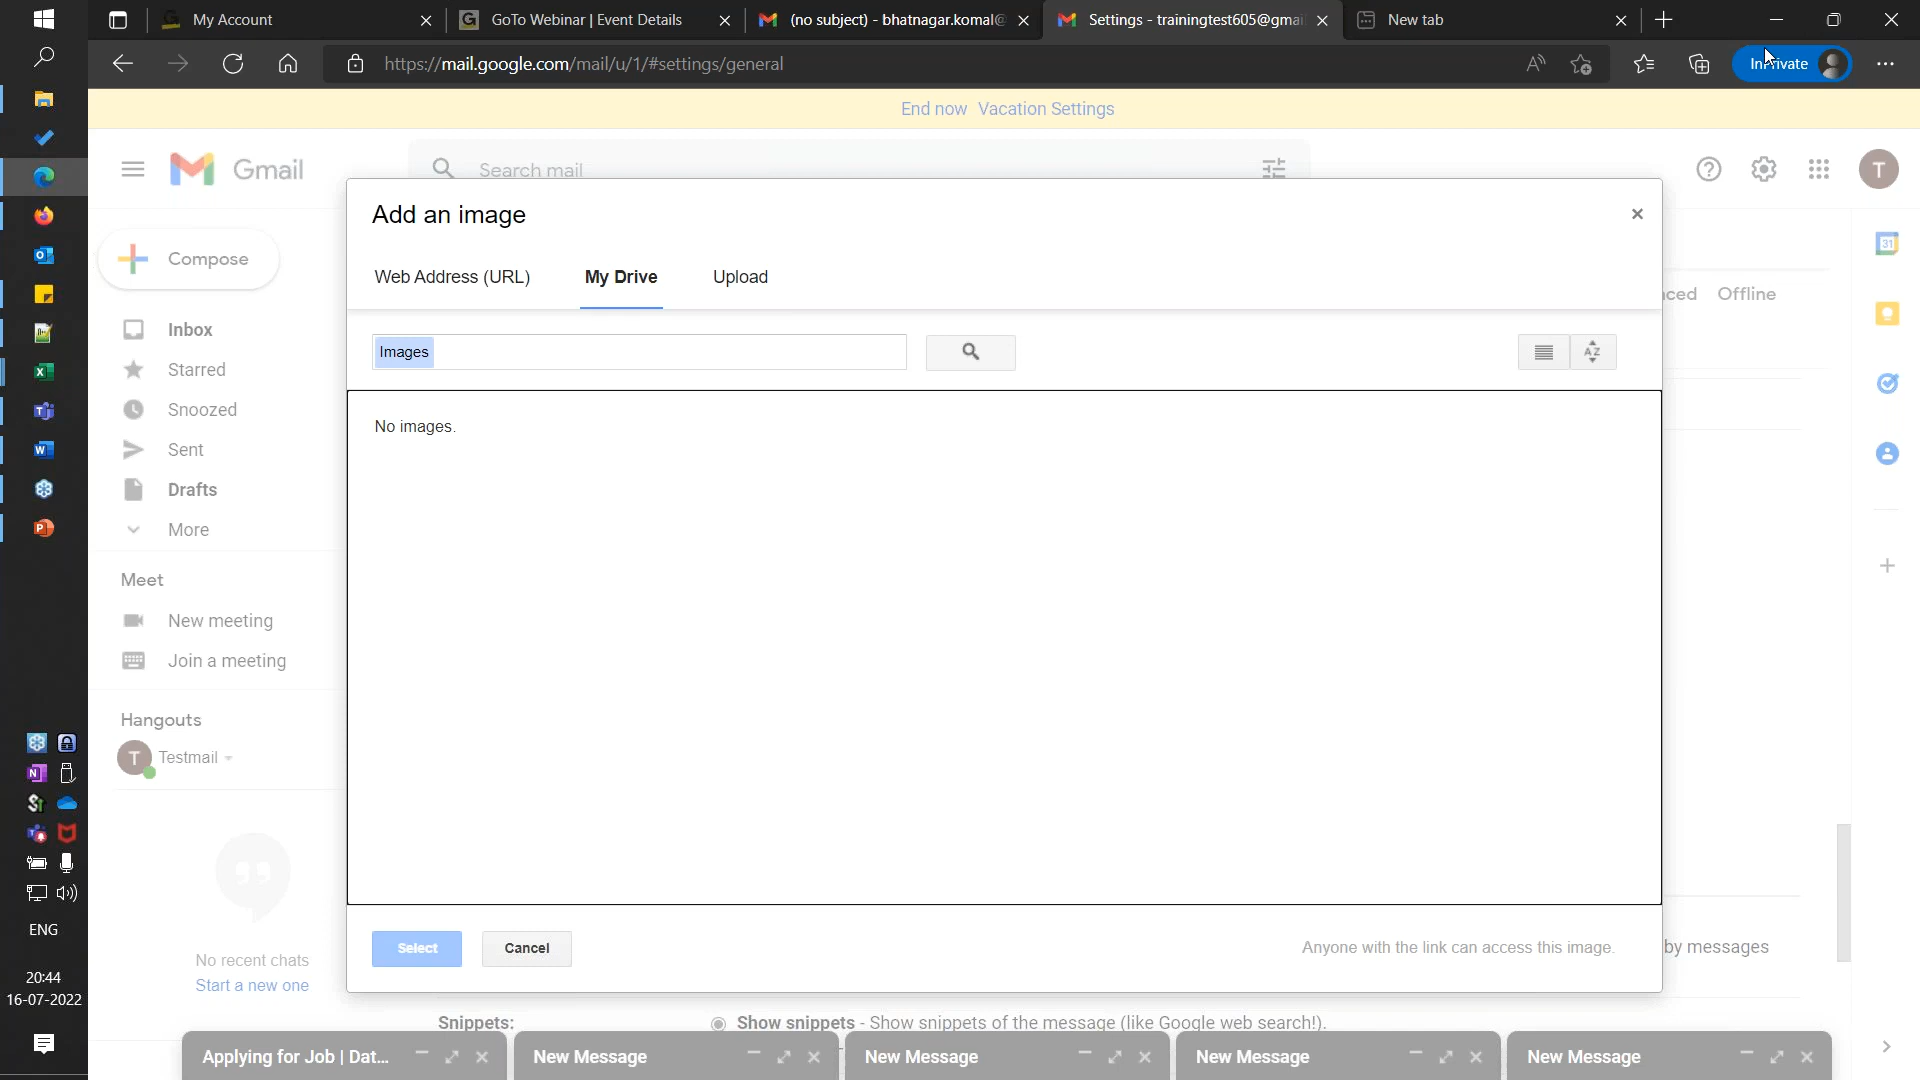 My Account
GoTo Webinar | Event Details
(no subject) - bhatnagar.komal@
Settings - trainingtest605@gmai
New tab
https://mail.google.com/mail/u/1/#settings/general
InPrivate
End now Vacation Settings
Gmail
Search mail
T
Add an image
Compose
Web Address (URL)
My Drive
Upload
nced
Offline
31
Inbox
Images
Starred
No images.
Snoozed
Sent
Drafts
More
Meet
New meeting
Join a meeting
Hangouts
T Testmail
ENG
No recent chats
Start a new one
Select
Cancel
Anyone with the link can access this image.
by messages
20:44
16-07-2022
Snippets:
Show snippets - Show snippets of the message (like Google web search!).
Applying for Job | Dat...
New Message
New Message
New Message
New Message